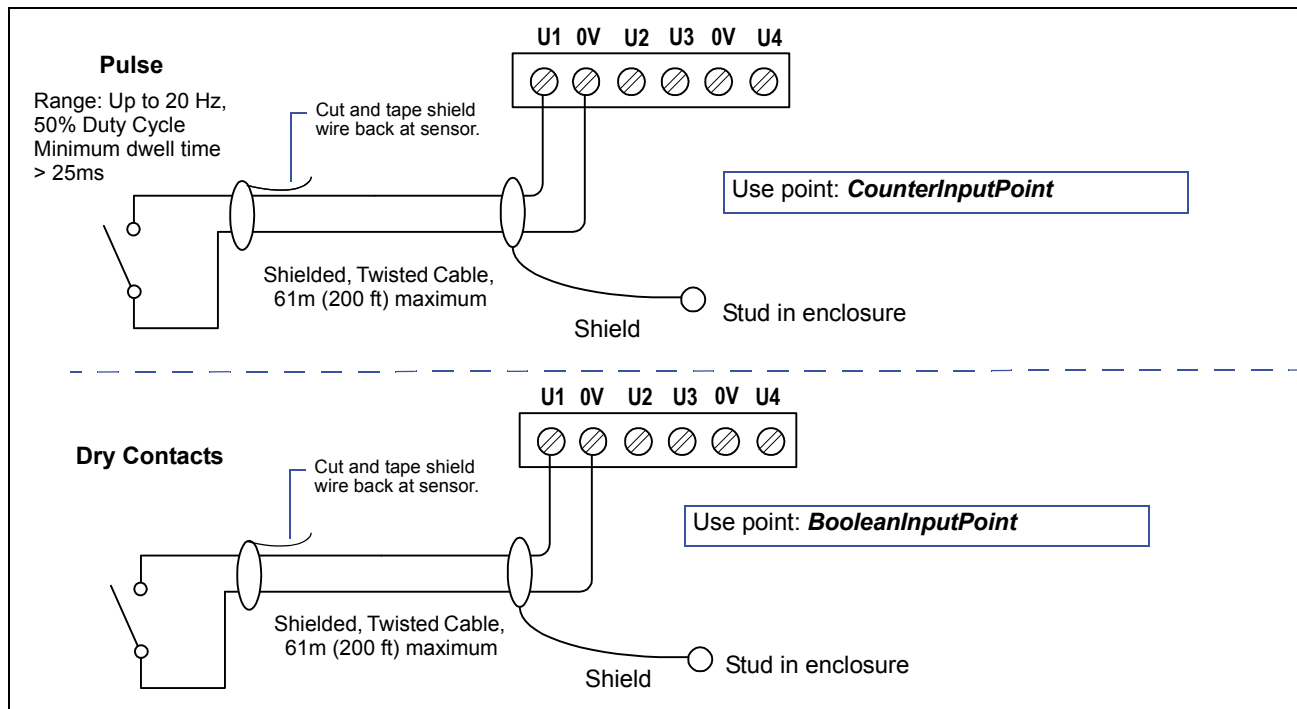 U1 0V U2 U3 0V U4
Pulse
Range: Up to 20 Hz,
50% Duty Cycle
Minimum dwell time
> 25ms
Cut and tape shield
wire back at sensor.
Use point: CounterInputPoint
Shielded, Twisted Cable,
61m (200 ft) maximum
Shield
Stud in enclosure
U1 0V U2 U3 0V U4
Dry Contacts
Cut and tape shield
wire back at sensor.
Use point: BooleanInputPoint
Shielded, Twisted Cable,
61m (200 ft) maximum
Shield
Stud in enclosure